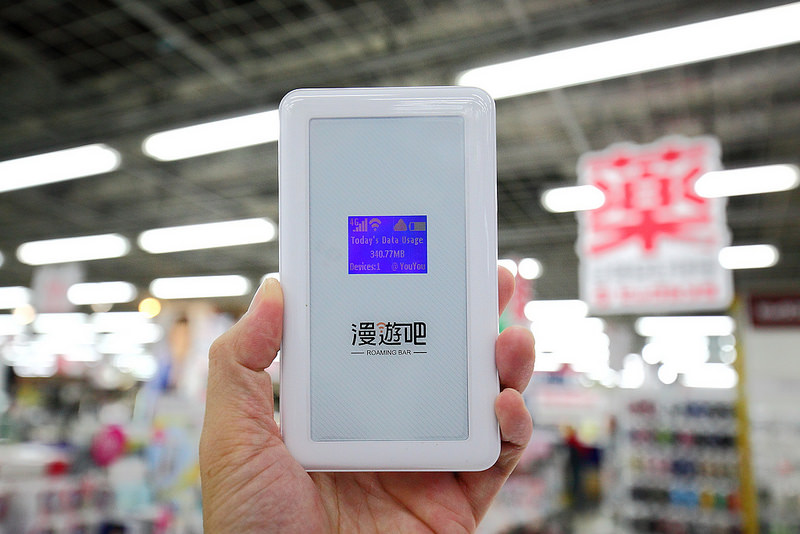 4G
Today's Data Usage
340.77MB
Devices:1 @YouYou
漫遊吧
ROAMING BAR
薬